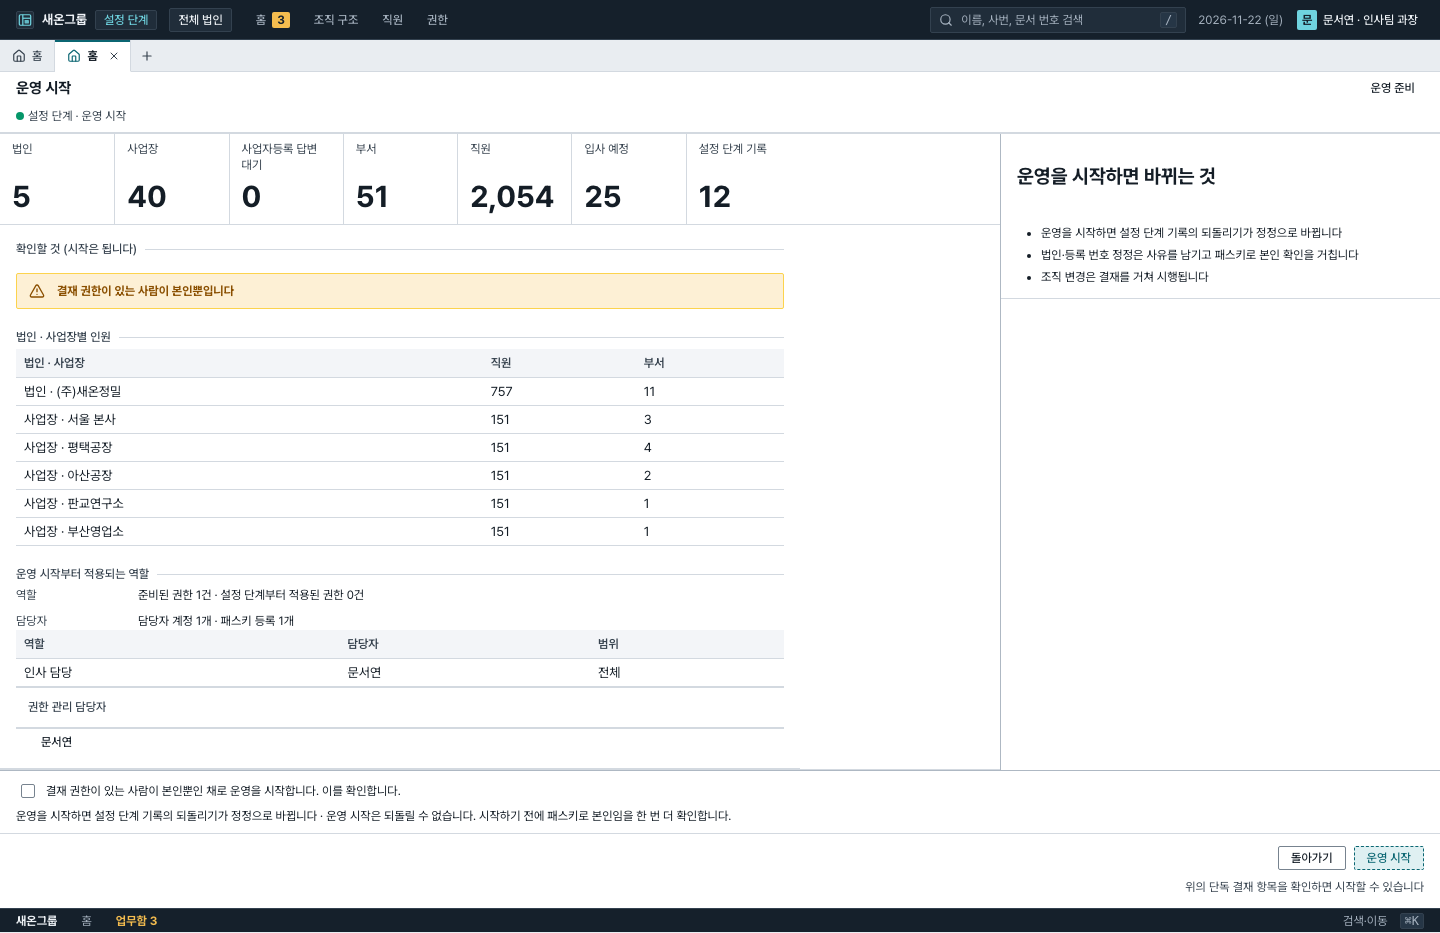 새온그룹 설정 단계 전체 법인 홈 3 조직 구조 직원 권한 이름, 사번, 문서 번호 검색 / 2026-11-22 (일) 문 문서연 · 인사팀 과장
홈 홈
운영 시작 운영 준비
설정 단계 · 운영 시작
법인 사업장 사업자등록 답변 대기 부서 직원 입사 예정 설정 단계 기록
5 40 0 51 2,054 25 12
운영을 시작하면 바뀌는 것
운영을 시작하면 설정 단계 기록의 되돌리기가 정정으로 바뀝니다
법인·등록 번호 정정은 사유를 남기고 패스키로 본인 확인을 거칩니다
조직 변경은 결재를 거쳐 시행됩니다
확인할 것 (시작은 됩니다)
결재 권한이 있는 사람이 본인뿐입니다
법인 · 사업장별 인원
법인 · 사업장 직원 부서
법인 · (주)새온정밀 757 11
사업장 · 서울 본사 151 3
사업장 · 평택공장 151 4
사업장 · 아산공장 151 2
사업장 · 판교연구소 151 1
사업장 · 부산영업소 151 1
운영 시작부터 적용되는 역할
역할 준비된 권한 1건 · 설정 단계부터 적용된 권한 0건
담당자 담당자 계정 1개 · 패스키 등록 1개
역할 담당자 범위
인사 담당 문서연 전체
권한 관리 담당자
문서연
결재 권한이 있는 사람이 본인뿐인 채로 운영을 시작합니다. 이를 확인합니다.
운영을 시작하면 설정 단계 기록의 되돌리기가 정정으로 바뀝니다 · 운영 시작은 되돌릴 수 없습니다. 시작하기 전에 패스키로 본인임을 한 번 더 확인합니다.
돌아가기 운영 시작
위의 단독 결재 항목을 확인하면 시작할 수 있습니다
새온그룹 홈 업무함 3 검색·이동 ⌘K